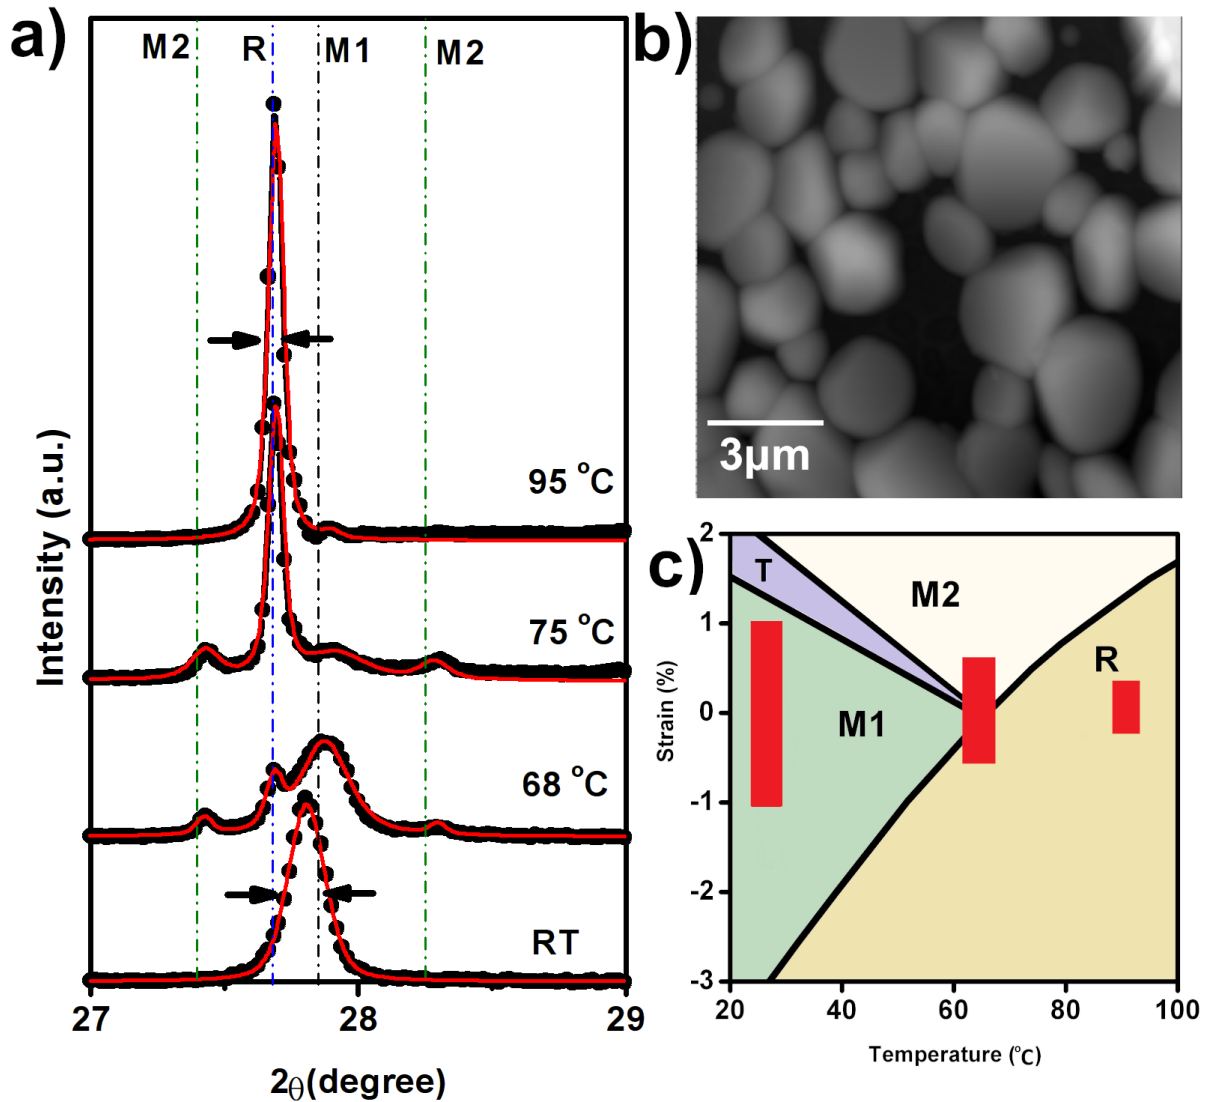 a)
M2 R M1 M2
95 °C
75 °C
68 °C
RT
Intensity (a.u.)
27 28 29
2θ(degree)
b)
3μm
c)
T
M2
R
M1
2
1
0
-1
-2
-3
Strain (%)
20 40 60 80 100
Temperature (°C)